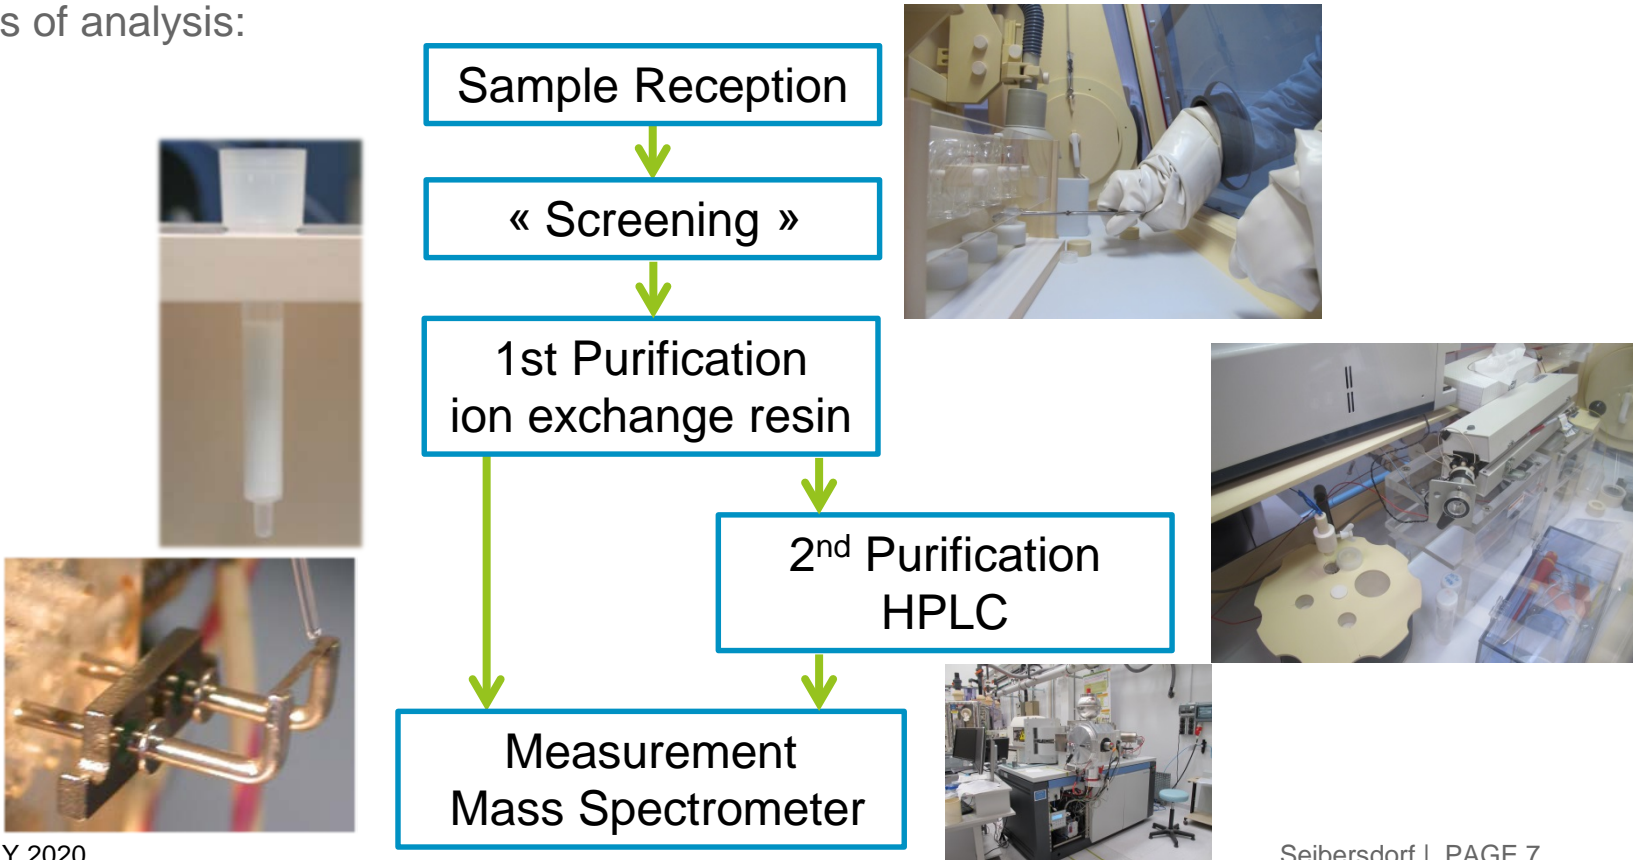 s of analysis:
Sample Reception
« Screening »
1st Purification
ion exchange resin
2nd Purification
HPLC
Measurement
Mass Spectrometer
Y 2020
Seibersdorf | PAGE 7